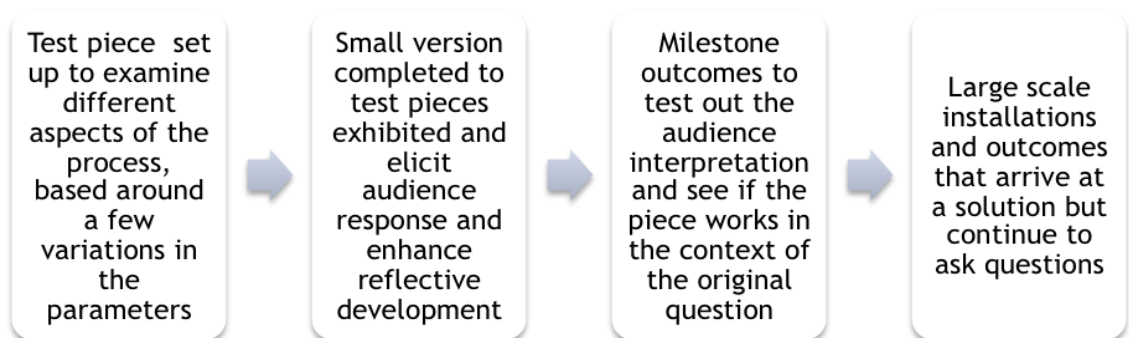 Test piece  set
up to examine
different
aspects of the
process,
based around
a few
variations in
the
parameters
Small version
completed to
test pieces
exhibited and
elicit
audience
response and
enhance
reflective
development
Milestone
outcomes to
test out the
audience
interpretation
and see if the
piece works in
the context of
the original
question
Large scale
installations
and outcomes
that arrive at
a solution but
continue to
ask questions